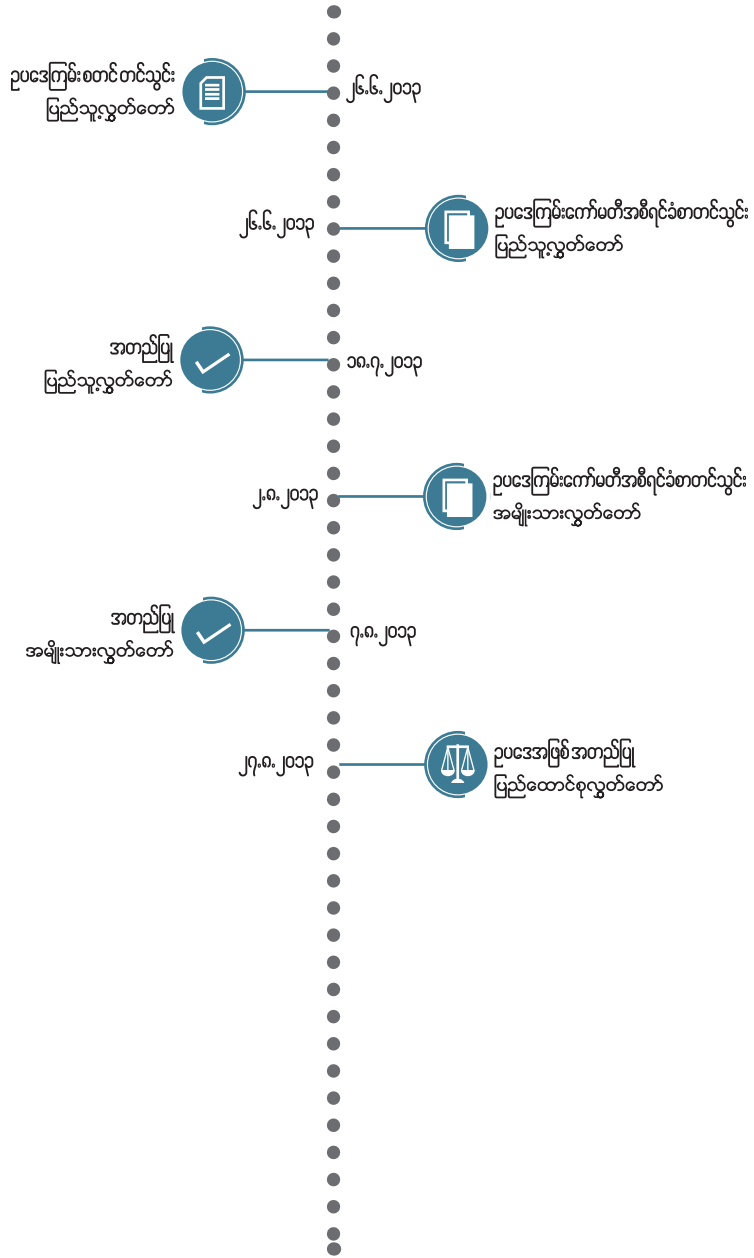 ဥပဒေကြမ်းစတင်တင်သွင်း
ပြည်သူ့လွှတ်တော်
၂၆.၆.၂၀၁၃
၂၆.၆.၂၀၁၃
ဥပဒေကြမ်းကော်မတီအစီရင်ခံစာတင်သွင်း
ပြည်သူ့လွှတ်တော်
အတည်ပြု
ပြည်သူ့လွှတ်တော်
၁၈.၇.၂၀၁၃
၂.၈.၂၀၁၃
ဥပဒေကြမ်းကော်မတီအစီရင်ခံစာတင်သွင်း
အမျိုးသားလွှတ်တော်
အတည်ပြု
အမျိုးသားလွှတ်တော်
၇.၈.၂၀၁၃
၂၇.၈.၂၀၁၃
ဥပဒေအဖြစ်အတည်ပြု
ပြည်ထောင်စုလွှတ်တော်